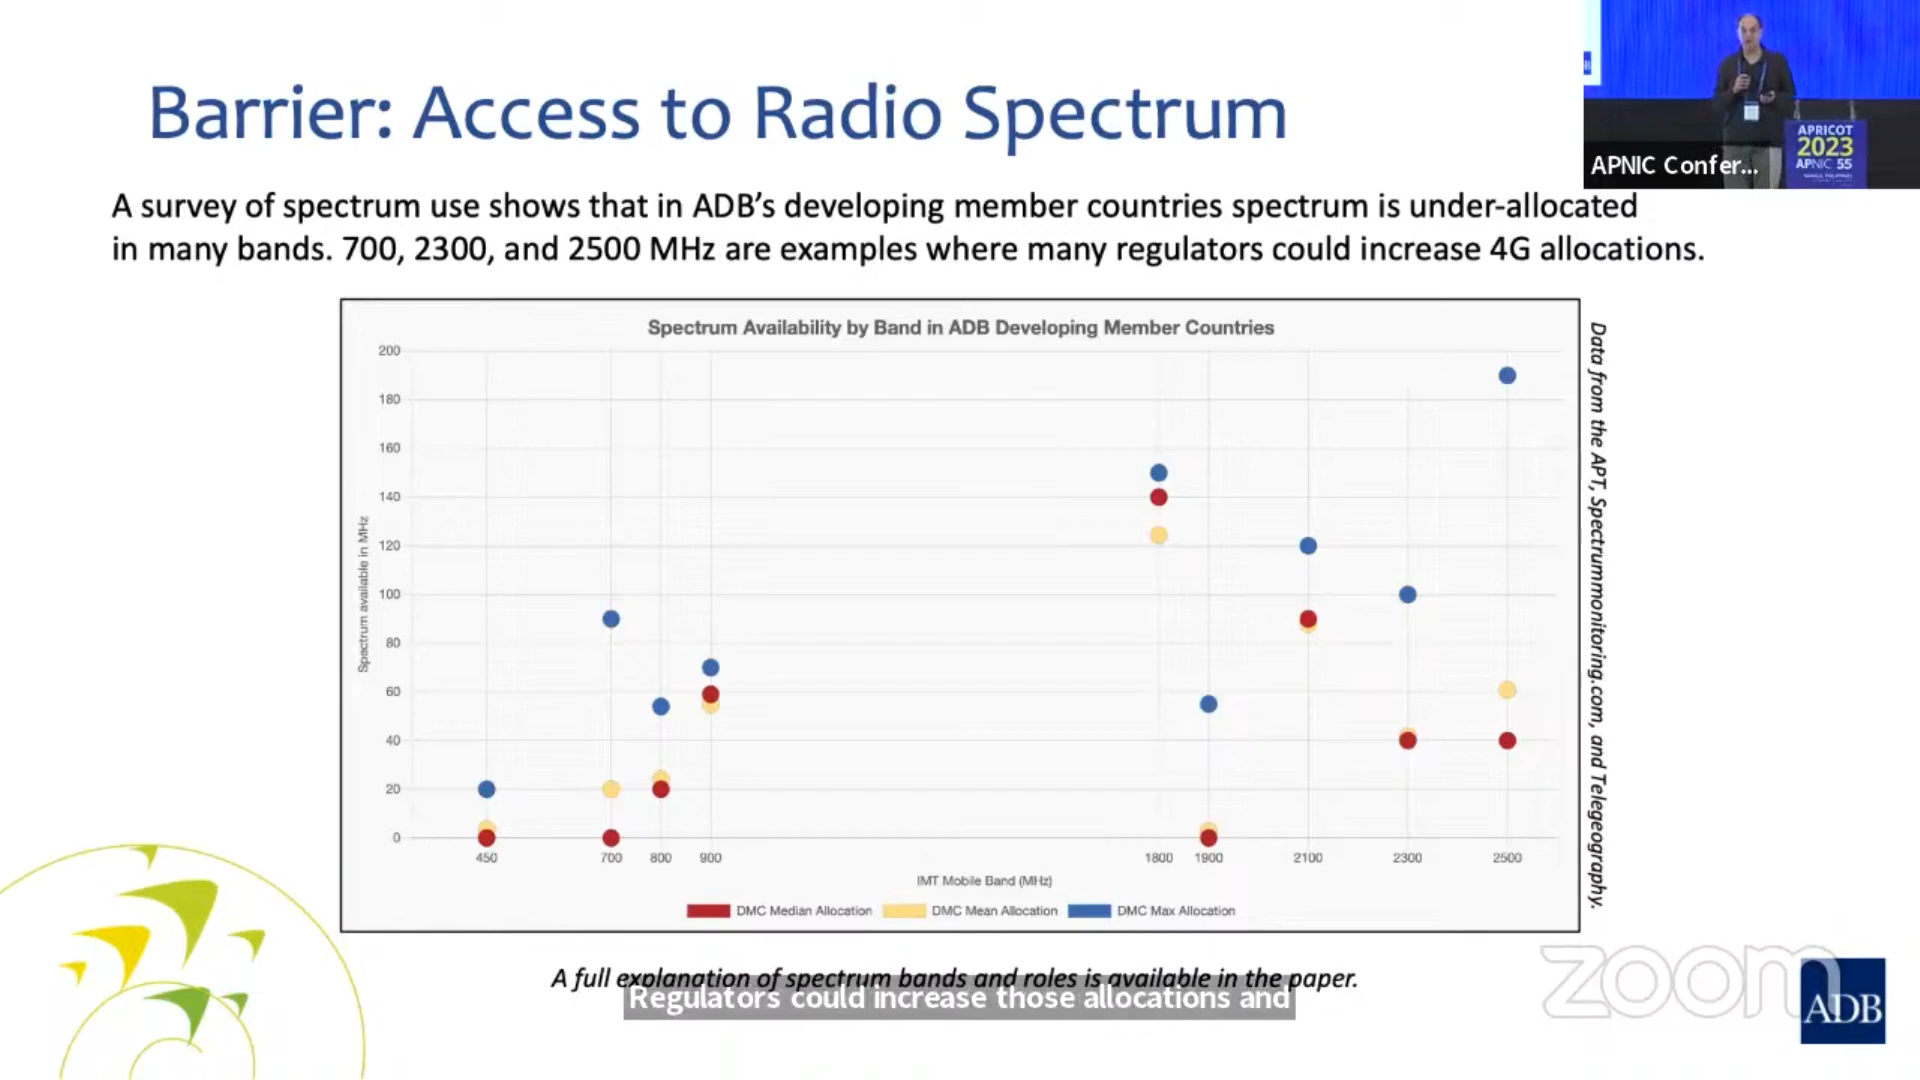 Barrier: Access to Radio Spectrum
APRICOT
2023
APNIC 55
APNIC Confer...
A survey of spectrum use shows that in ADB's developing member countries spectrum is under-allocated
in many bands. 700, 2300, and 2500 MHz are examples where many regulators could increase 4G allocations.
Spectrum Availability by Band in ADB Developing Member Countries
Spectrum available in MHz
200
180
160
140
120
100
80
60
40
20
0
450 700 800 900 1800 1900 2100 2300 2500
IMT Mobile Band (MHz)
DMC Median Allocation DMC Mean Allocation DMC Max Allocation
Data from the APT, Spectrummonitoring.com, and Telegeography.
A full explanation of spectrum bands and roles is available in the paper.
Regulators could increase those allocations and
zoom
ADB